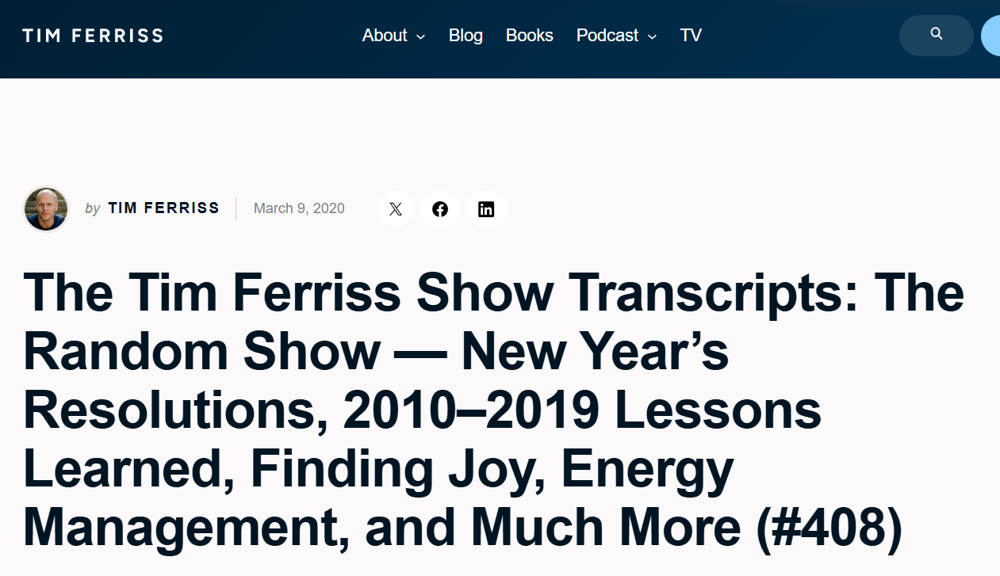 TIM FERRISS
About Blog Books Podcast TV
by TIM FERRISS March 9, 2020
The Tim Ferriss Show Transcripts: The
Random Show — New Year’s
Resolutions, 2010–2019 Lessons
Learned, Finding Joy, Energy
Management, and Much More (#408)